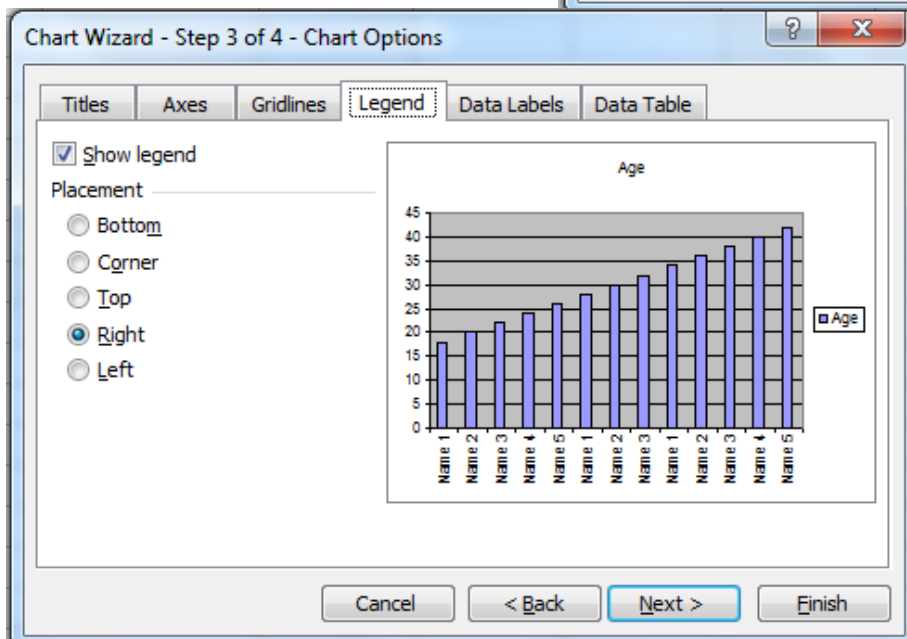 Chart Wizard - Step 3 of 4 - Chart Options
? X
Titles Axes Gridlines Legend Data Labels Data Table
Show legend
Placement
Bottom
Corner
Top
Right
Left
Age
45
40
35
30
25
20
15
10
5
0
Name 1
Name 2
Name 3
Name 4
Name 5
Name 1
Name 2
Name 3
Name 1
Name 2
Name 3
Name 4
Name 5
Age
Cancel < Back Next > Finish